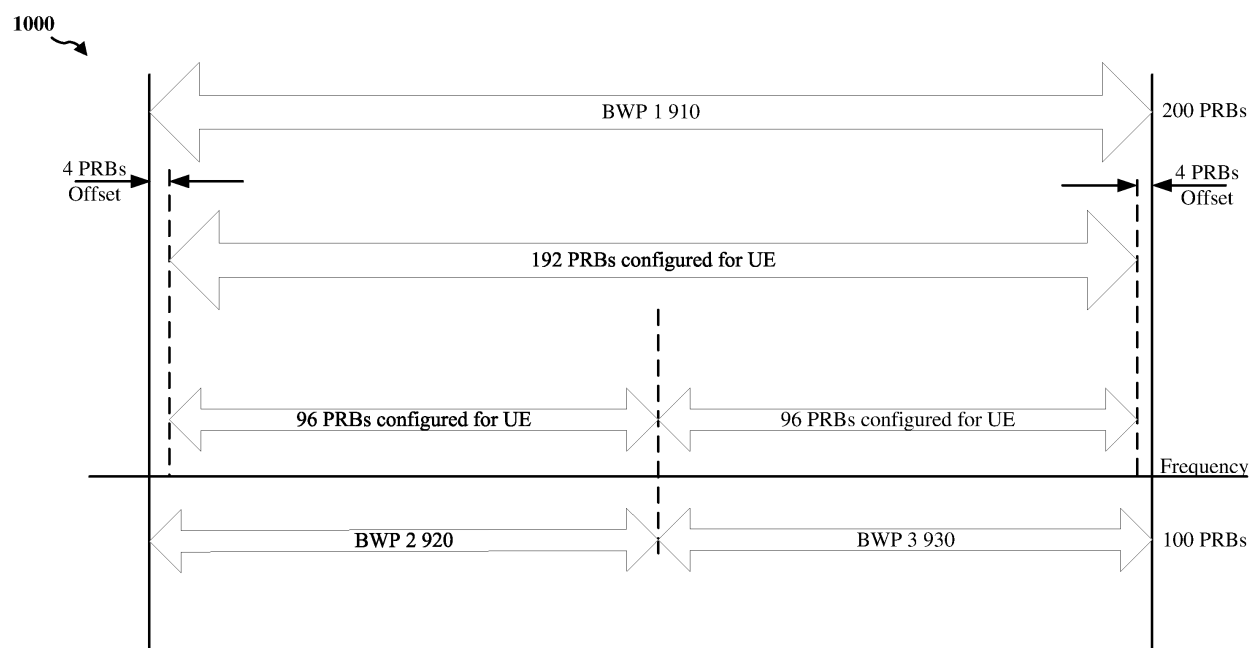 1000
BWP 1 910
200 PRBs
4 PRBs
Offset
4 PRBs
Offset
192 PRBs configured for UE
96 PRBs configured for UE
96 PRBs configured for UE
Frequency
BWP 2 920
BWP 3 930
100 PRBs